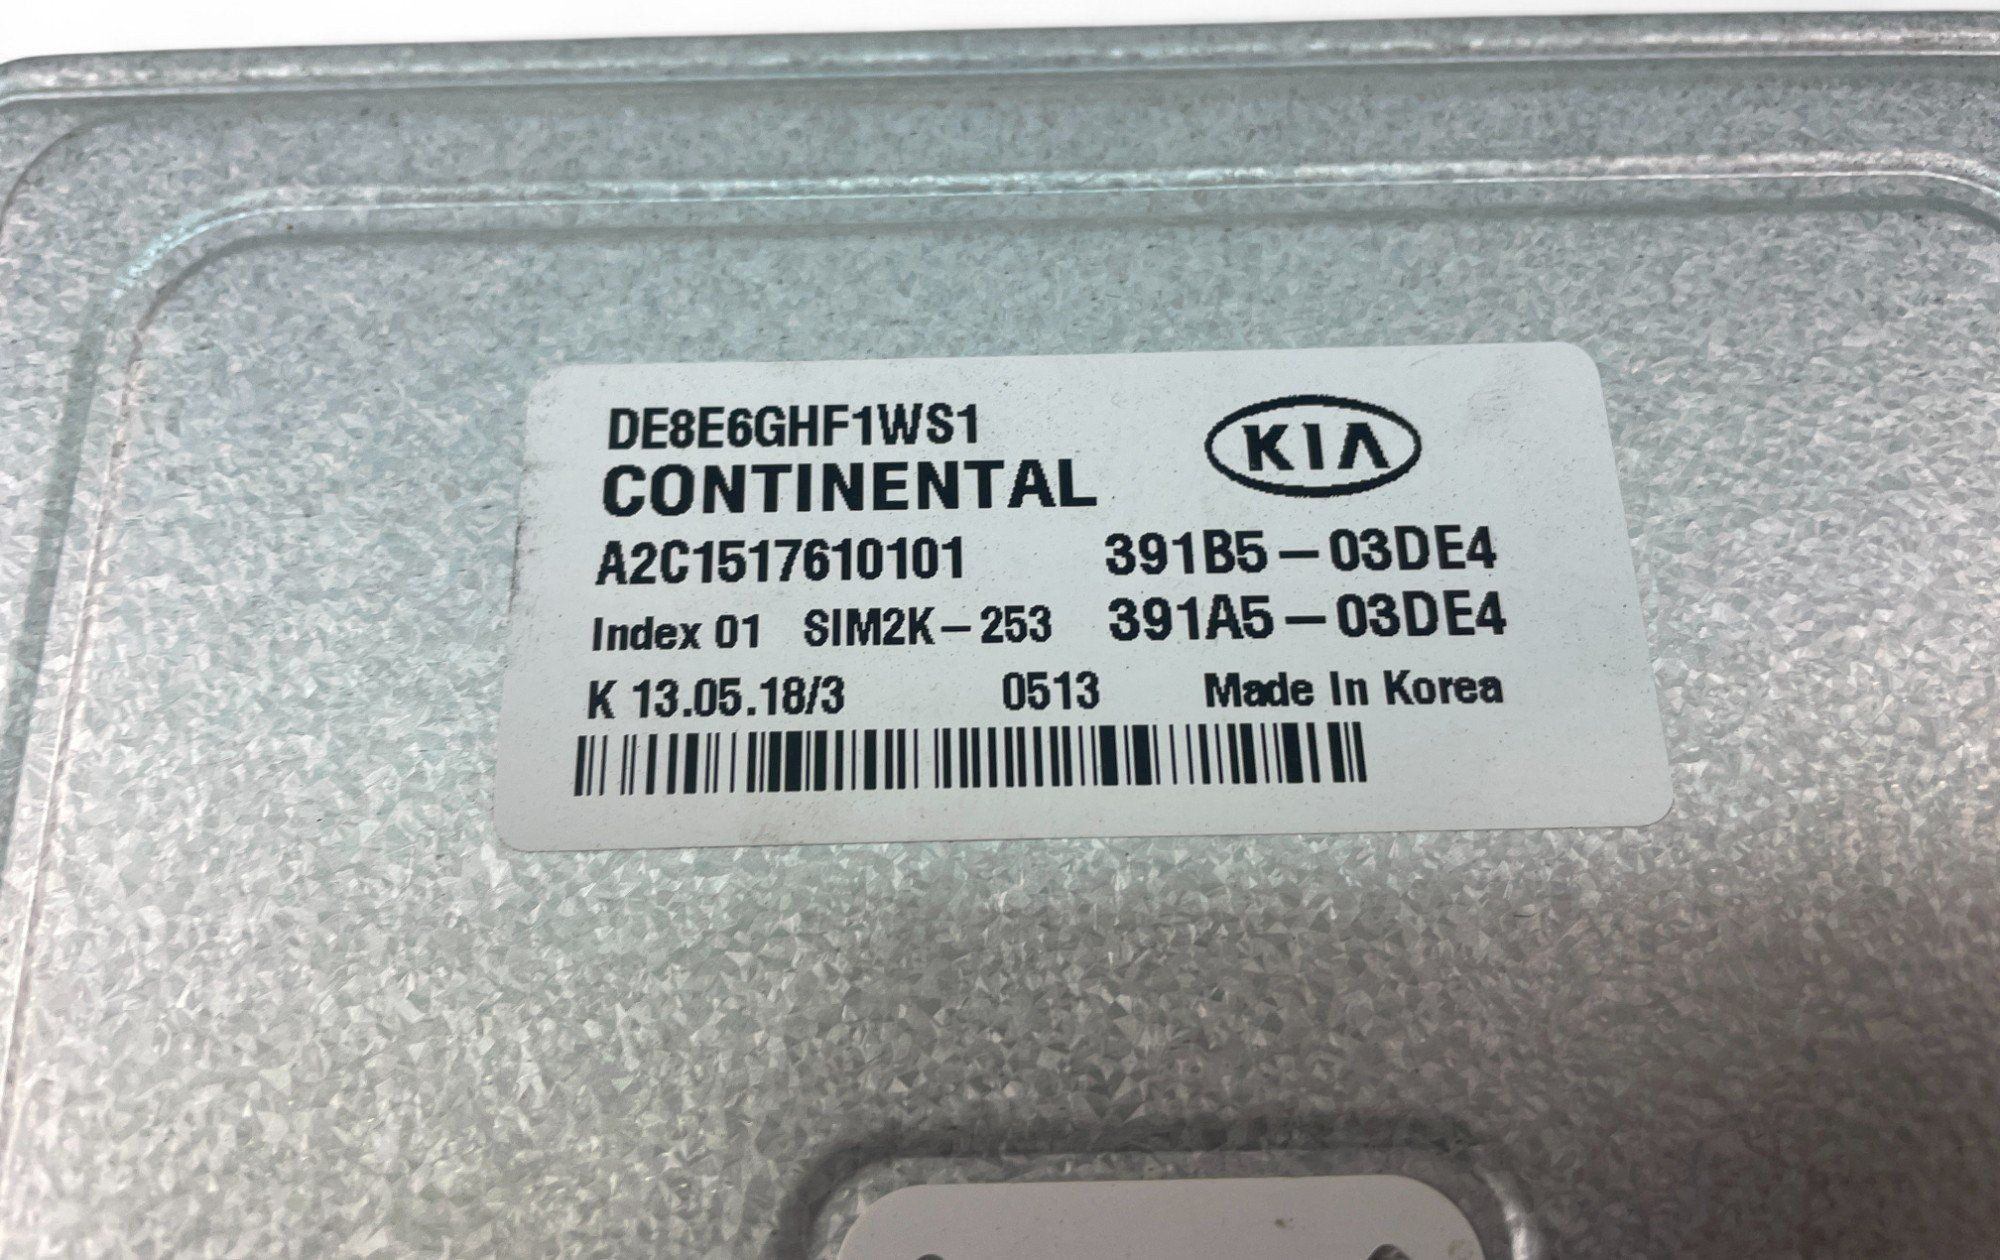 DE8E6GHF1WS1
KIA
CONTINENTAL
A2C1517610101 391B5-03DE4
Index 01 SIM2K-253 391A5-03DE4
K 13.05.18/3 0513 Made In Korea